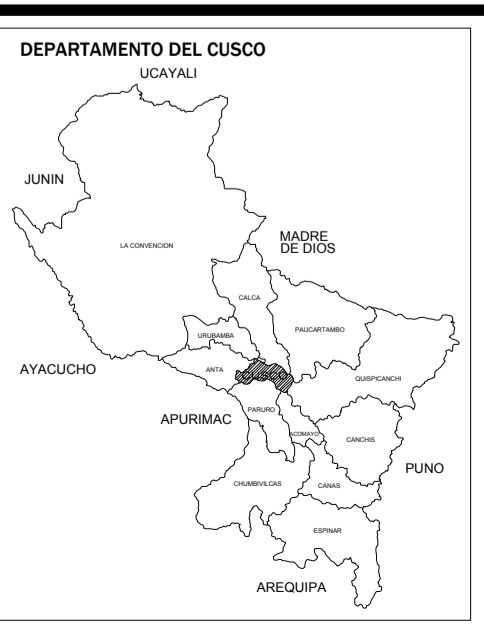 DEPARTAMENTO DEL CUSCO
UCAYALI
JUNIN
LA CONVENCION
MADRE
DE DIOS
CALCA
URUBAMBA
PAUCARTAMBO
AYACUCHO
ANTA
CUSCO
QUISPICANCHI
APURIMAC
PARURO
ACOMAYO
CANCHIS
PUNO
CHUMBIVILCAS
CANAS
ESPINAR
AREQUIPA